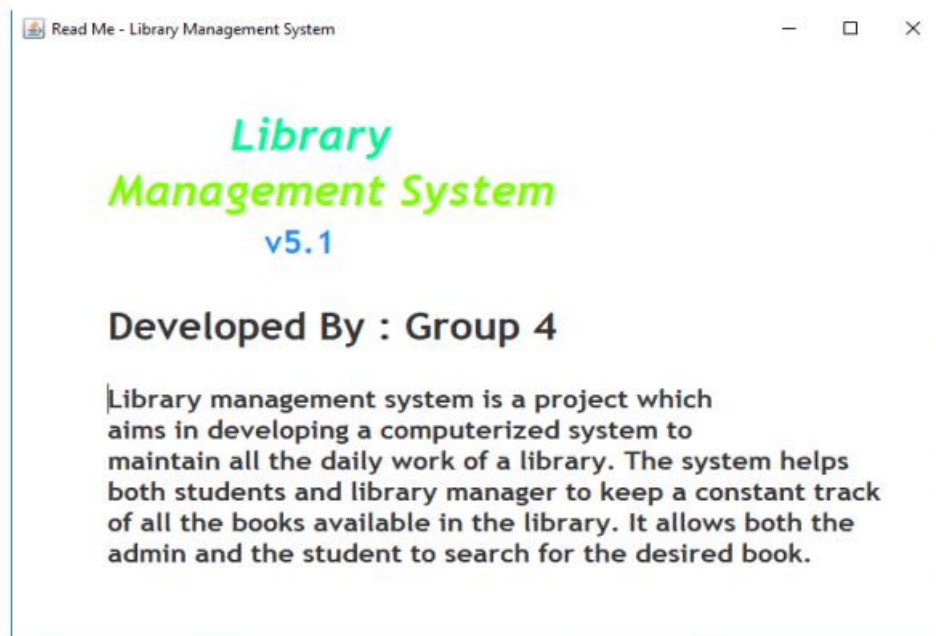 Read Me - Library Management System
Library
Management System
v5.1
Developed By : Group 4
Library management system is a project which
aims in developing a computerized system to
maintain all the daily work of a library. The system helps
both students and library manager to keep a constant track
of all the books available in the library. It allows both the
admin and the student to search for the desired book.